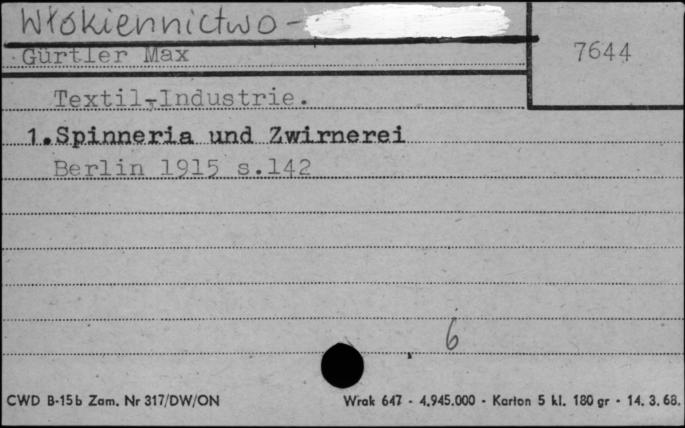 Włókiennictwo -
7644
Gürtler Max
Textil-Industrie.
1. Spinneria und Zwirnerei
Berlin 1915 s.142
6
CWD B-15b Zam. Nr 317/DW/ON
Wrak 647 - 4.945.000 - Karton 5 kl. 180 gr - 14. 3. 68.